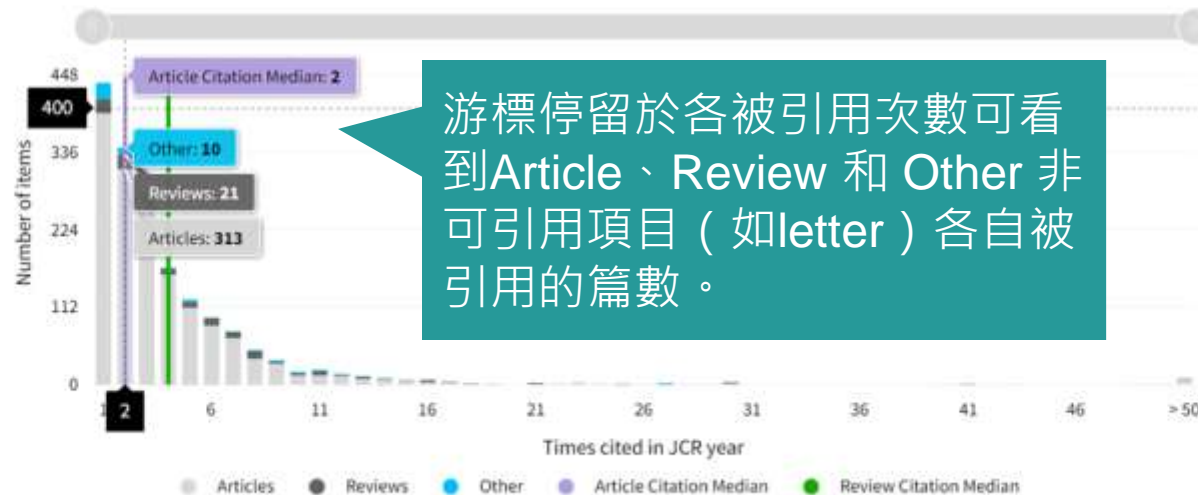 448
400
336
224
112
0
Number of items
Article Citation Median: 2
Other: 10
Reviews: 21
Articles: 313
游標停留於各被引用次數可看
到Article、Review 和 Other 非
可引用項目（如letter）各自被
引用的篇數。
1 2 6 11 16 21 26 31 36 41 46 > 50
Times cited in JCR year
Articles Reviews Other Article Citation Median Review Citation Median